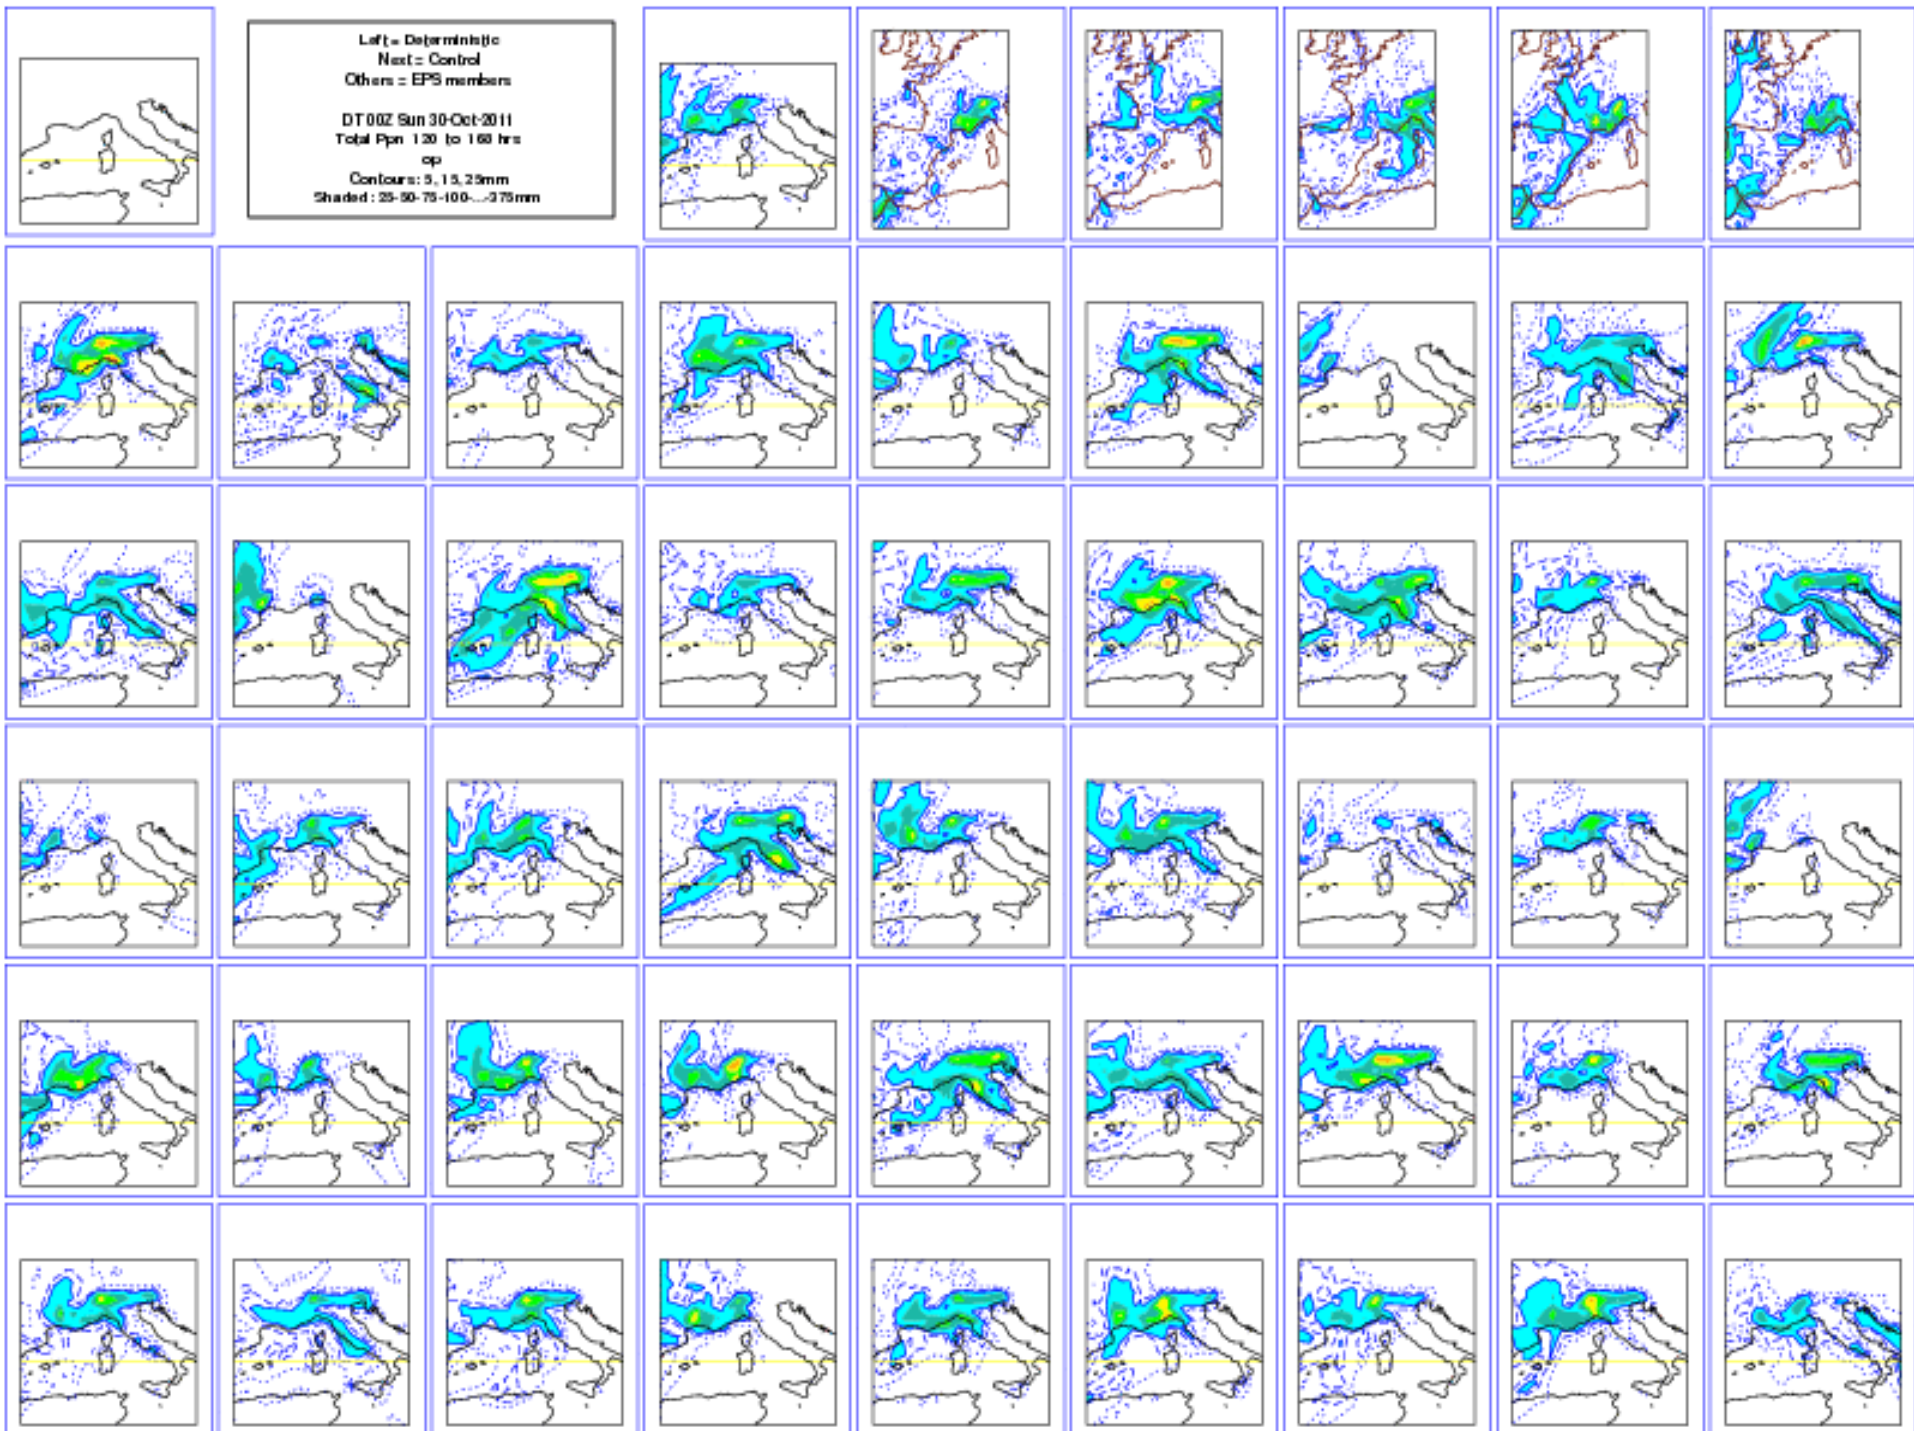 Left = Deterministic
Next = Control
Others = EPS members
DT 00Z Sun 30-Oct-2011
Total Ppn 120 to 168 hrs
op
Contours: 5, 15, 25mm
Shaded : 25-50-75-100-...-375mm